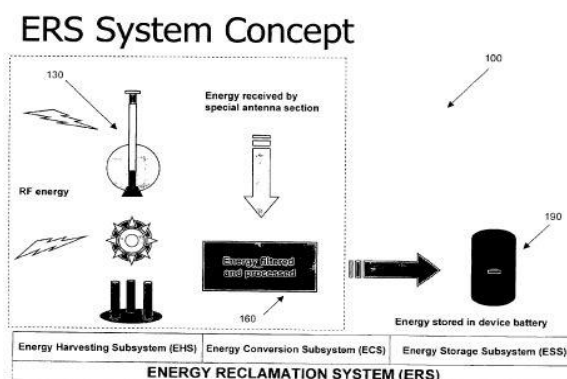 ERS System Concept
130
100
Energy received by
special antenna section
RF energy
190
Energy filtered
and processed
160
Energy stored in device battery
Energy Harvesting Subsystem (EHS)
Energy Conversion Subsystem (ECS)
Energy Storage Subsystem (ESS)
ENERGY RECLAMATION SYSTEM (ERS)